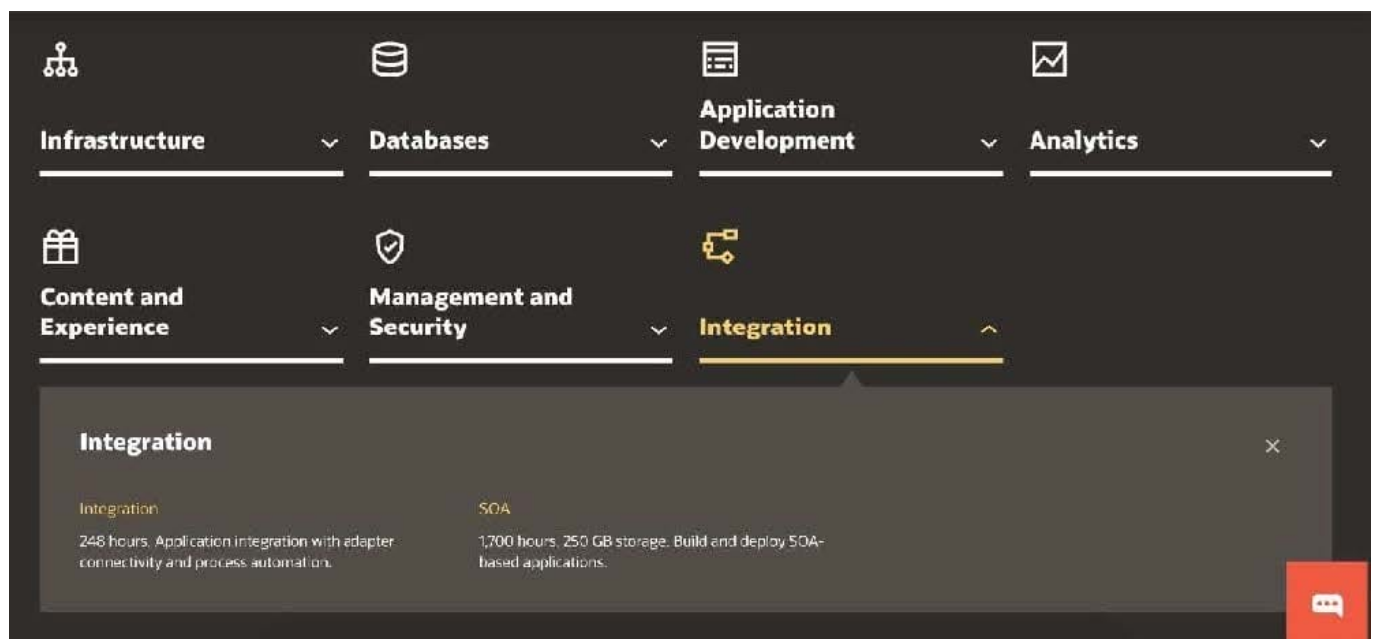 Infrastructure
Databases
Application
Development
Analytics
Content and
Experience
Management and
Security
Integration
Integration
Integration
248 hours. Application integration with adapter
connectivity and process automation.
SOA
1,700 hours. 250 GB storage. Build and deploy SOA-
based applications.